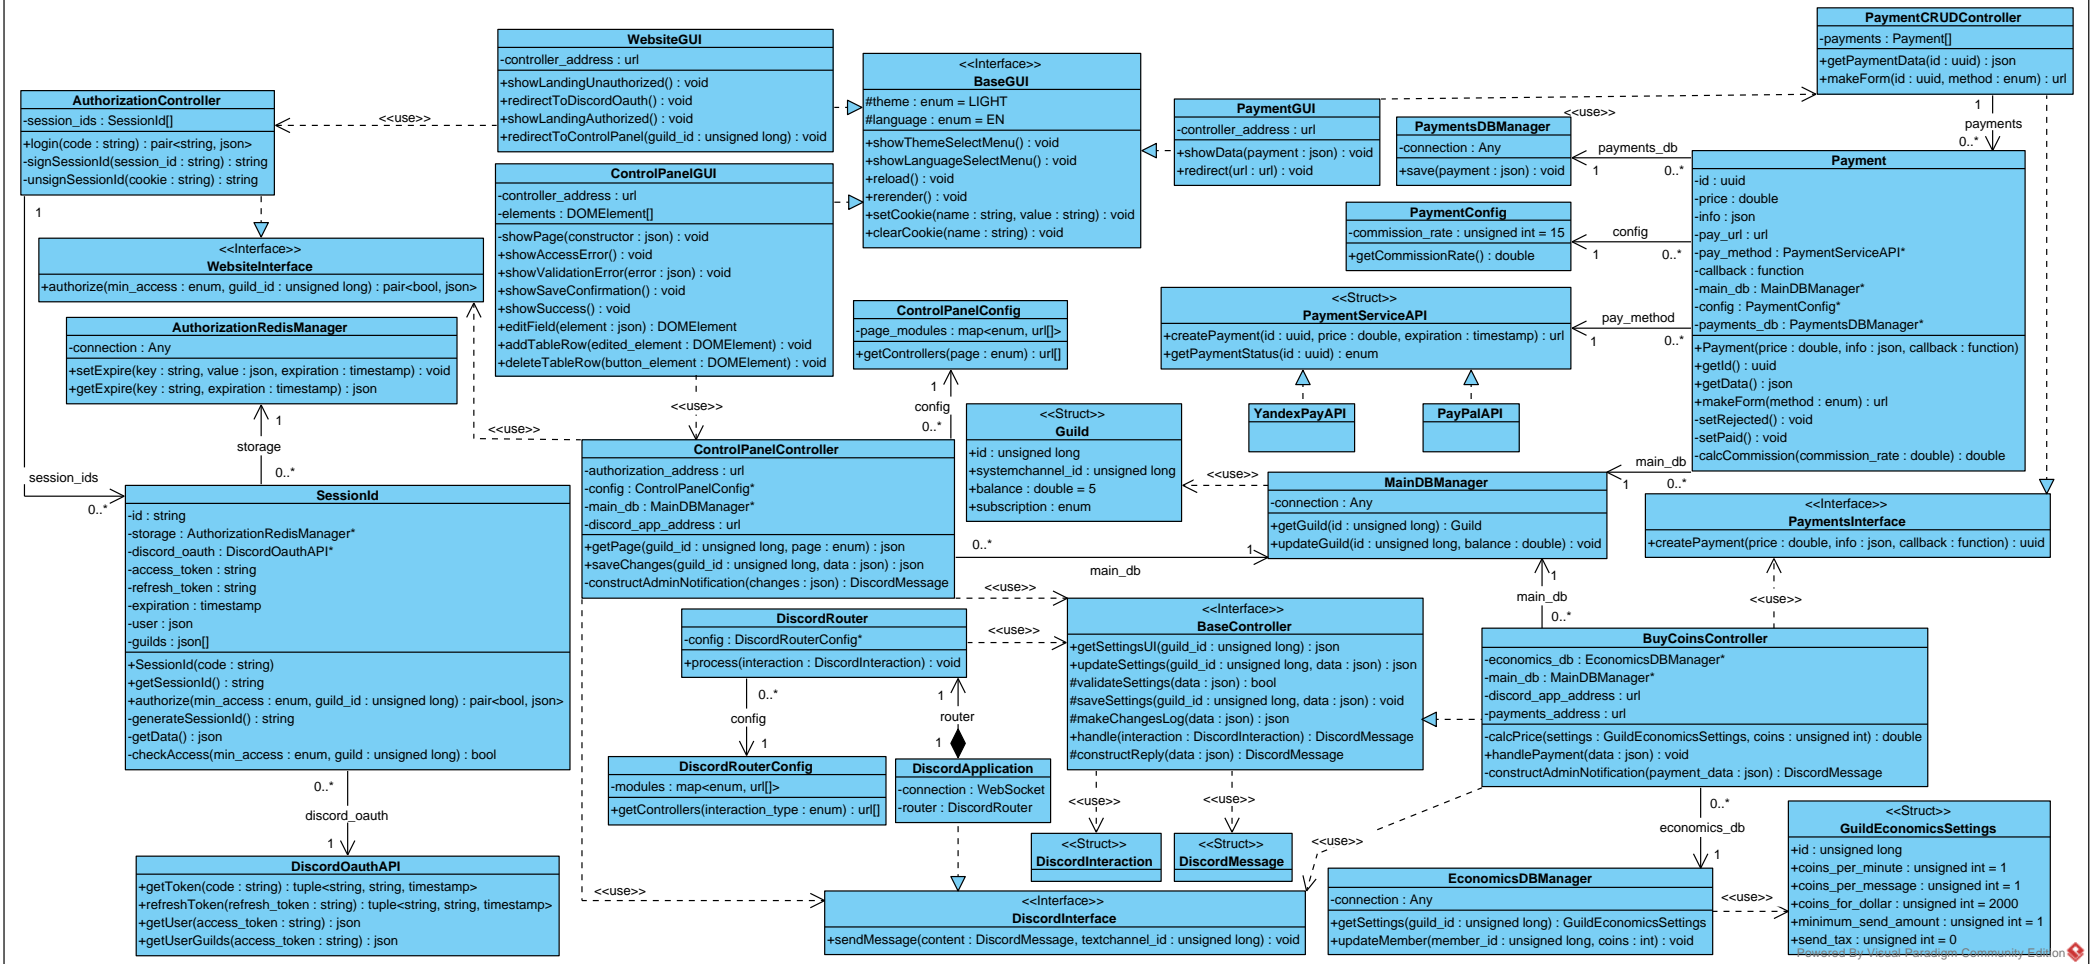 WebsiteGUI
-controller_address : url
+showLandingUnauthorized() : void
+redirectToDiscordOauth() : void
+showLandingAuthorized() : void
+redirectToControlPanel(guild_id : unsigned long) : void
<<Interface>>
BaseGUI
#theme : enum = LIGHT
#language : enum = EN
+showThemeSelectMenu() : void
+showLanguageSelectMenu() : void
+reload() : void
+rerender() : void
+setCookie(name : string, value : string) : void
+clearCookie(name : string) : void
PaymentCRUDController
-payments : Payment[]
+getPaymentData(id : uuid) : json
+makeForm(id : uuid, method : enum) : url
AuthorizationController
-session_ids : SessionId[]
+login(code : string) : pair<string, json>
-signSessionId(session_id : string) : string
-unsignSessionId(cookie : string) : string
<<use>>
PaymentGUI
-controller_address : url
+showData(payment : json) : void
+redirect(url : url) : void
<<use>>
PaymentsDBManager
-connection : Any
+save(payment : json) : void
1
payments
0..*
payments_db
1
0..*
Payment
-id : uuid
-price : double
-info : json
-pay_url : url
-pay_method : PaymentServiceAPI*
-callback : function
-main_db : MainDBManager*
-config : PaymentConfig*
-payments_db : PaymentsDBManager*
+Payment(price : double, info : json, callback : function)
+getId() : uuid
+getData() : json
+makeForm(method : enum) : url
-setRejected() : void
-setPaid() : void
-calcCommission(commission_rate : double) : double
ControlPanelGUI
-controller_address : url
-elements : DOMElement[]
-showPage(constructor : json) : void
+showAccessError() : void
+showValidationError(error : json) : void
+showSaveConfirmation() : void
+showSuccess() : void
+editField(element : json) : DOMElement
+addTableRow(edited_element : DOMElement) : void
+deleteTableRow(button_element : DOMElement) : void
PaymentConfig
-commission_rate : unsigned int = 15
+getCommissionRate() : double
config
1
0..*
1
<<Interface>>
WebsiteInterface
+authorize(min_access : enum, guild_id : unsigned long) : pair<bool, json>
<<Struct>>
PaymentServiceAPI
+createPayment(id : uuid, price : double, expiration : timestamp) : url
+getPaymentStatus(id : uuid) : enum
pay_method
1
0..*
AuthorizationRedisManager
-connection : Any
+setExpire(key : string, value : json, expiration : timestamp) : void
+getExpire(key : string, expiration : timestamp) : json
ControlPanelConfig
-page_modules : map<enum, url[]>
+getControllers(page : enum) : url[]
1
config
0..*
<<use>>
<<use>>
1
storage
0..*
YandexPayAPI
PayPalAPI
<<Struct>>
Guild
+id : unsigned long
+systemchannel_id : unsigned long
+balance : double = 5
+subscription : enum
<<use>>
main_db
1
0..*
MainDBManager
-connection : Any
+getGuild(id : unsigned long) : Guild
+updateGuild(id : unsigned long, balance : double) : void
ControlPanelController
-authorization_address : url
-config : ControlPanelConfig*
-main_db : MainDBManager*
-discord_app_address : url
+getPage(guild_id : unsigned long, page : enum) : json
+saveChanges(guild_id : unsigned long, data : json) : json
-constructAdminNotification(changes : json) : DiscordMessage
0..*
1
main_db
session_ids
0..*
SessionId
-id : string
-storage : AuthorizationRedisManager*
-discord_oauth : DiscordOauthAPI*
-access_token : string
-refresh_token : string
-expiration : timestamp
-user : json
-guilds : json[]
+SessionId(code : string)
+getSessionId() : string
+authorize(min_access : enum, guild_id : unsigned long) : pair<bool, json>
-generateSessionId() : string
-getData() : json
-checkAccess(min_access : enum, guild : unsigned long) : bool
<<Interface>>
PaymentsInterface
+createPayment(price : double, info : json, callback : function) : uuid
<<use>>
1
main_db
0..*
<<use>>
DiscordRouter
-config : DiscordRouterConfig*
+process(interaction : DiscordInteraction) : void
<<use>>
<<Interface>>
BaseController
+getSettingsUI(guild_id : unsigned long) : json
+updateSettings(guild_id : unsigned long, data : json) : json
#validateSettings(data : json) : bool
#saveSettings(guild_id : unsigned long, data : json) : void
#makeChangesLog(data : json) : json
+handle(interaction : DiscordInteraction) : DiscordMessage
#constructReply(data : json) : DiscordMessage
BuyCoinsController
-economics_db : EconomicsDBManager*
-main_db : MainDBManager*
-discord_app_address : url
-payments_address : url
-calcPrice(settings : GuildEconomicsSettings, coins : unsigned int) : double
+handlePayment(data : json) : void
-constructAdminNotification(payment_data : json) : DiscordMessage
0..*
config
1
1
router
1
DiscordRouterConfig
-modules : map<enum, url[]>
+getControllers(interaction_type : enum) : url[]
DiscordApplication
-connection : WebSocket
-router : DiscordRouter
0..*
discord_oauth
1
<<use>>
<<use>>
<<Struct>>
DiscordInteraction
<<Struct>>
DiscordMessage
<<use>>
0..*
economics_db
1
<<Struct>>
GuildEconomicsSettings
+id : unsigned long
+coins_per_minute : unsigned int = 1
+coins_per_message : unsigned int = 1
+coins_for_dollar : unsigned int = 2000
+minimum_send_amount : unsigned int = 1
+send_tax : unsigned int = 0
DiscordOauthAPI
+getToken(code : string) : tuple<string, string, timestamp>
+refreshToken(refresh_token : string) : tuple<string, string, timestamp>
+getUser(access_token : string) : json
+getUserGuilds(access_token : string) : json
<<use>>
<<Interface>>
DiscordInterface
+sendMessage(content : DiscordMessage, textchannel_id : unsigned long) : void
EconomicsDBManager
-connection : Any
+getSettings(guild_id : unsigned long) : GuildEconomicsSettings
+updateMember(member_id : unsigned long, coins : int) : void
<<use>>
Powered By Visual Paradigm Community Edition